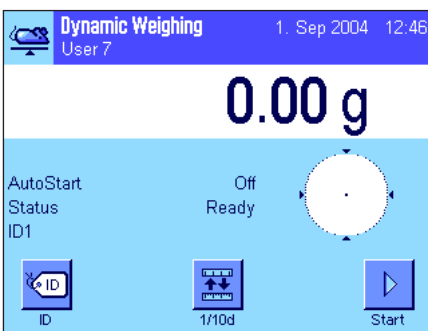 Dynamic Weighing 1. Sep 2004 12:46
User 7
0.00 g
AutoStart Off
Status Ready
ID1
ID
ID 1/10d Start